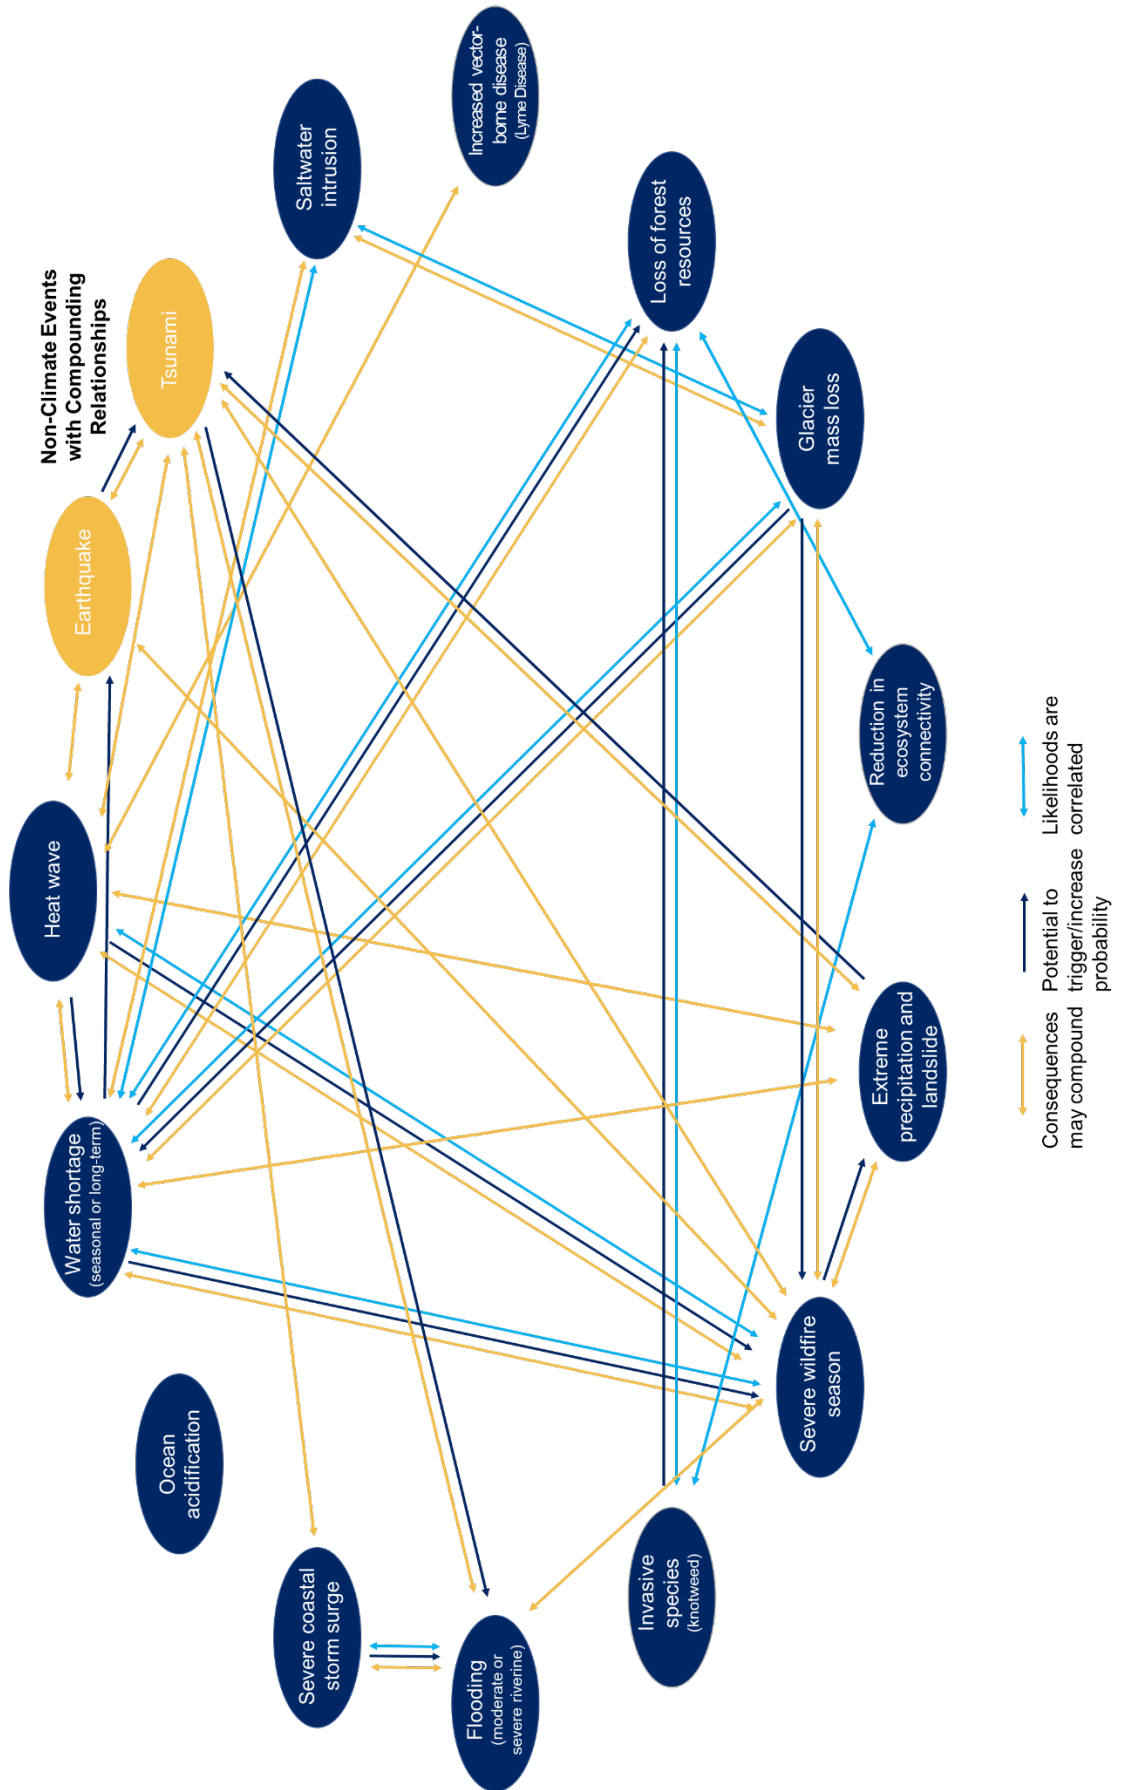 Non-Climate Events
with Compounding
Relationships
Heat wave
Earthquake
Tsunami
Water shortage
(seasonal or long-term)
Ocean
acidification
Saltwater
intrusion
Severe coastal
storm surge
Increased vector-
borne disease
(Lyme Disease)
Flooding
(moderate or
severe riverine)
Loss of forest
resources
Invasive
species
(knotweed)
Glacier
mass loss
Severe wildfire
season
Reduction in
ecosystem
connectivity
Extreme
precipitation and
landslide
Consequences
may compound
Potential to
trigger/increase
probability
Likelihoods are
correlated